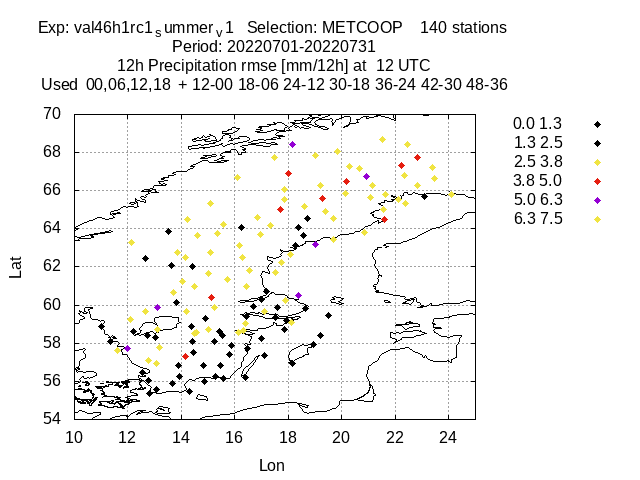 Exp: val46h1rc1summerv1 Selection: METCOOP 140 stations
Period: 20220701-20220731
12h Precipitation rmse [mm/12h] at 12 UTC
Used 00,06,12,18 + 12-00 18-06 24-12 30-18 36-24 42-30 48-36
70
68
66
64
62
60
58
56
54
10 12 14 16 18 20 22 24
Lat
Lon
0.0 1.3
1.3 2.5
2.5 3.8
3.8 5.0
5.0 6.3
6.3 7.5